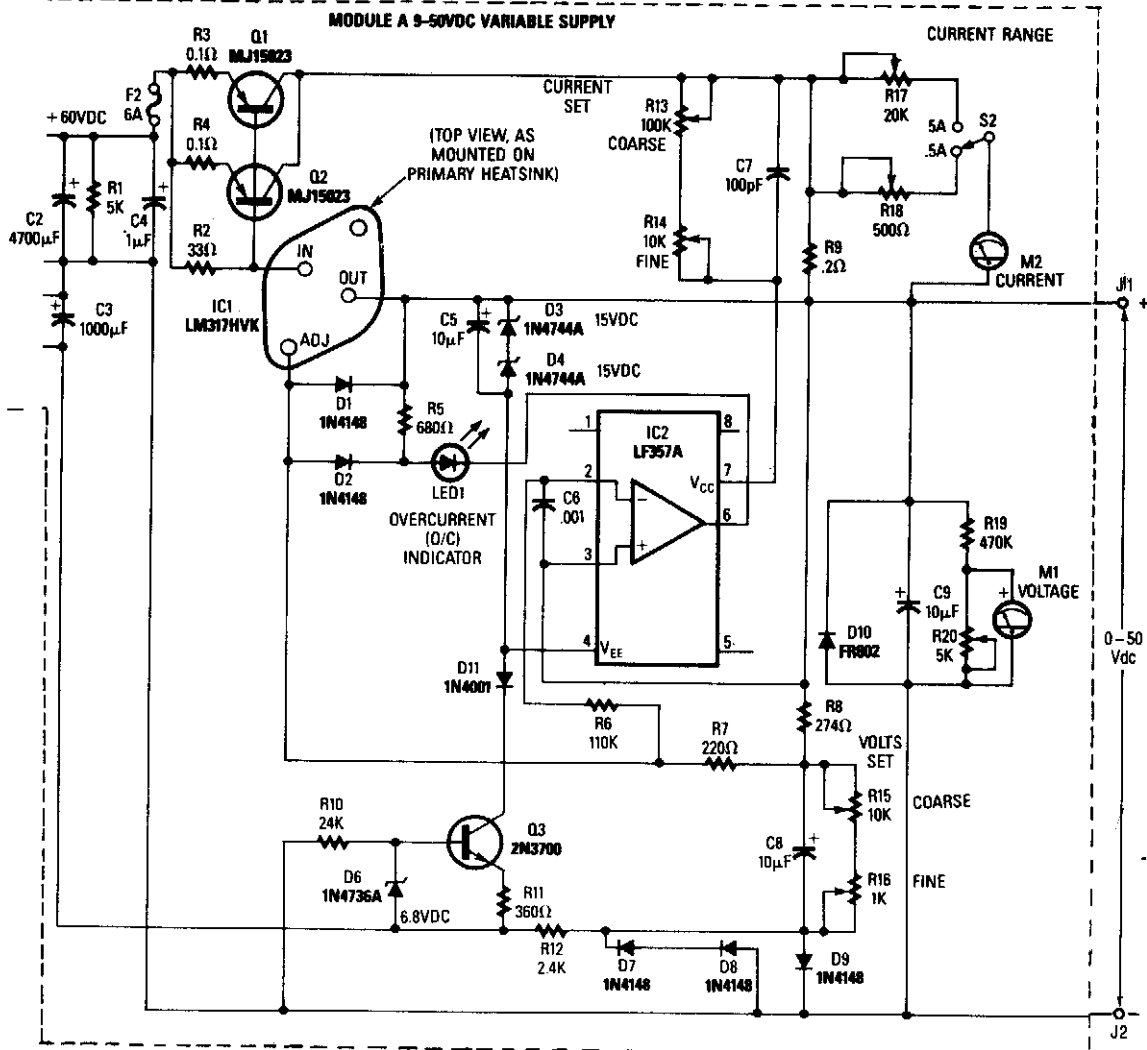 MODULE A 9-50VDC VARIABLE SUPPLY
CURRENT RANGE
R3
0.1Ω
Q1
MJ15023
F2
6A
+60VDC
R4
0.1Ω
Q2
MJ15023
(TOP VIEW, AS
MOUNTED ON
PRIMARY HEATSINK)
CURRENT
SET
R13
100K
COARSE
R14
10K
FINE
C7
100pF
R17
20K
5A
.5A
S2
R18
500Ω
R9
.2Ω
M2
CURRENT
C2
4700μF
R1
5K
C4
.1μF
R2
33Ω
C3
1000μF
IN
OUT
ADJ
IC1
LM317HVK
C5
10μF
D3
1N4744A
15VDC
D4
1N4744A
15VDC
J1
+
D1
1N4148
R5
680Ω
D2
1N4148
LED1
OVERCURRENT
(O/C)
INDICATOR
IC2
LF357A
1
2
3
4
5
6
7
8
VCC
VEE
C6
.001
R19
470K
M1
VOLTAGE
C9
10μF
R20
5K
D10
FR802
0-50
Vdc
D11
1N4001
R6
110K
R7
220Ω
R8
274Ω
VOLTS
SET
R15
10K
COARSE
R10
24K
Q3
2N3700
D6
1N4736A
6.8VDC
R11
360Ω
C8
10μF
R16
1K
FINE
R12
2.4K
D7
1N4148
D8
1N4148
D9
1N4148
J2
-